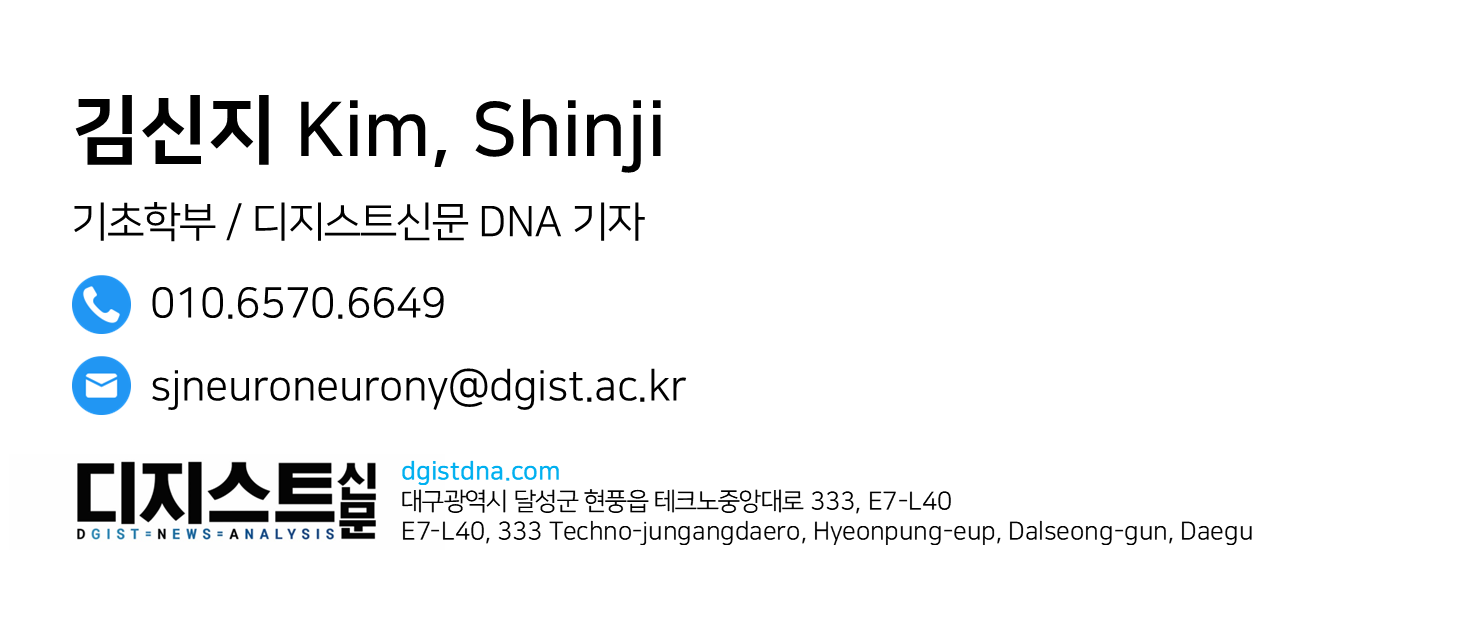 김신지 Kim, Shinji
기초학부 / 디지스트신문 DNA 기자
010.6570.6649
sjneuroneurony@dgist.ac.kr
디지스트신문
DGIST=NEWS=ANALYSIS
dgistdna.com
대구광역시 달성군 현풍읍 테크노중앙대로 333, E7-L40
E7-L40, 333 Techno-jungangdaero, Hyeonpung-eup, Dalseong-gun, Daegu